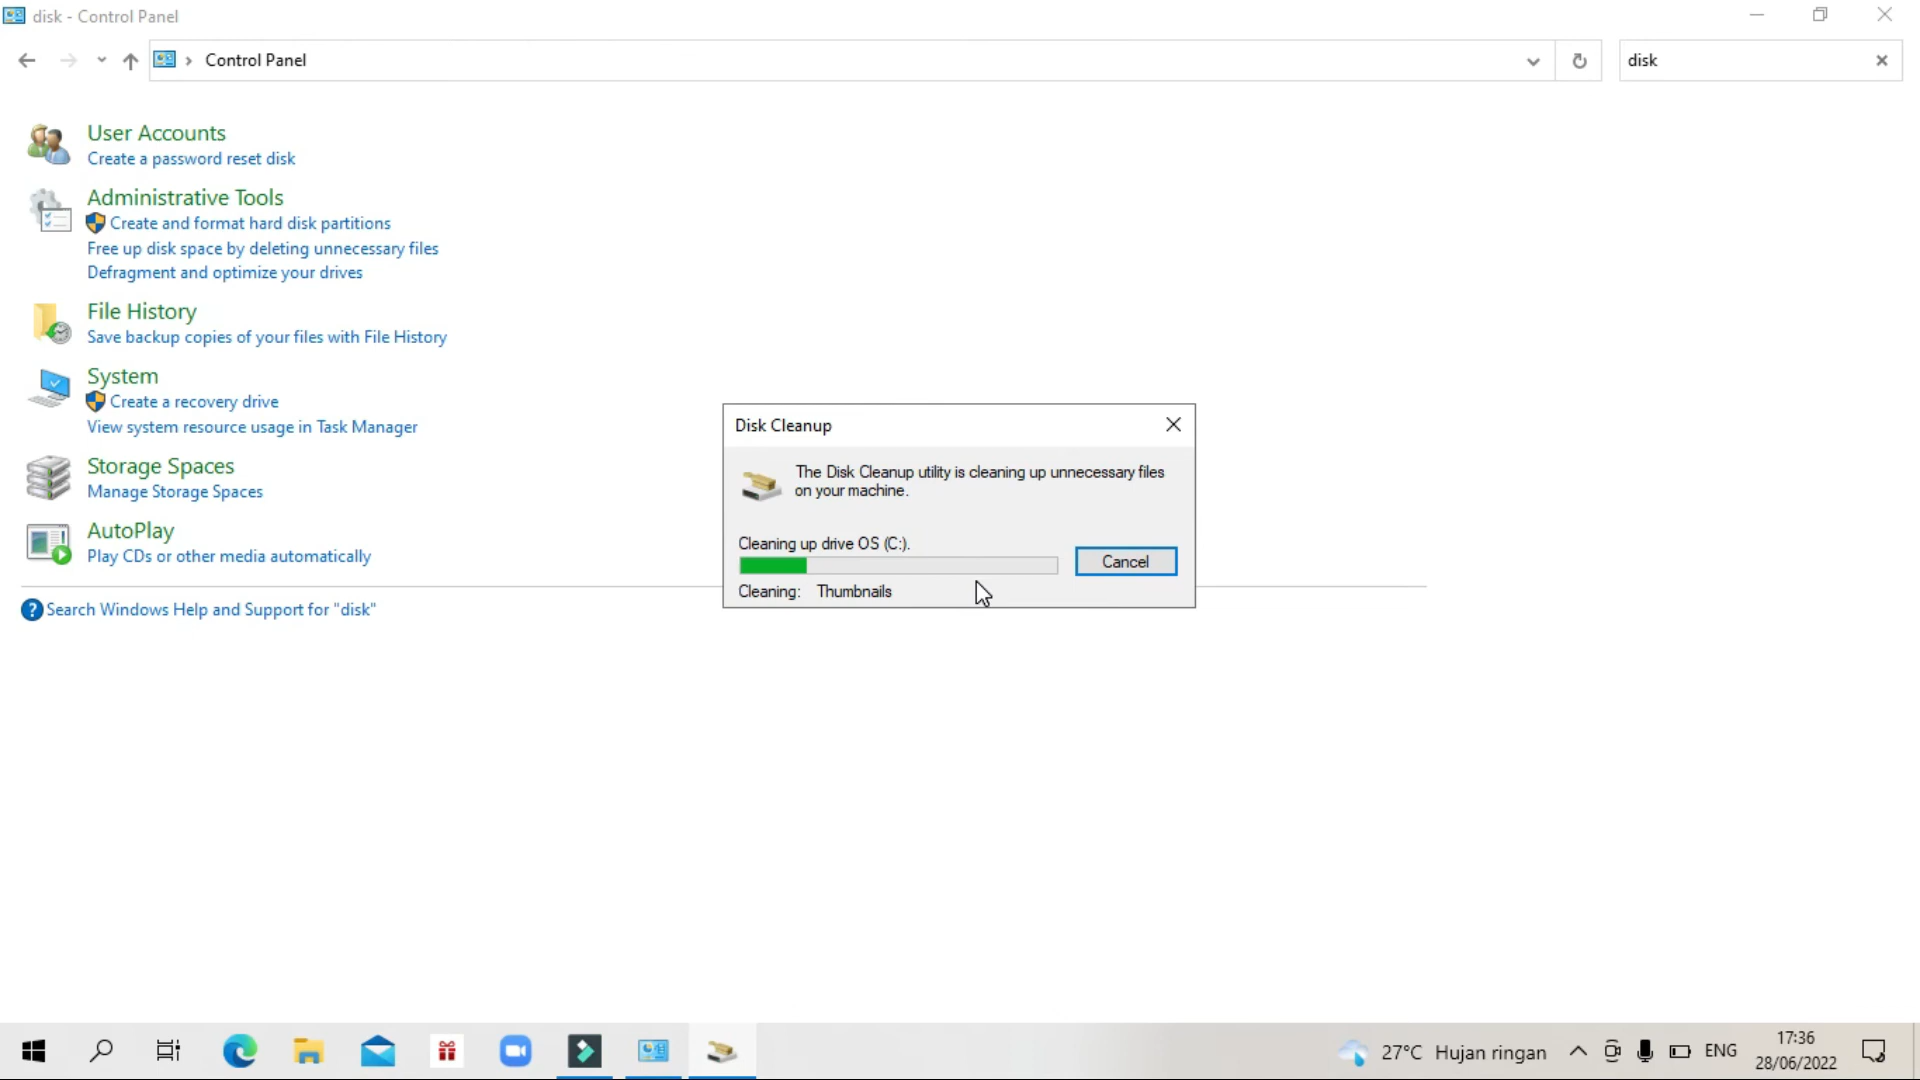 disk - Control Panel
Control Panel
disk
User Accounts
Create a password reset disk
Administrative Tools
Create and format hard disk partitions
Free up disk space by deleting unnecessary files
Defragment and optimize your drives
File History
Save backup copies of your files with File History
System
Create a recovery drive
View system resource usage in Task Manager
Storage Spaces
Manage Storage Spaces
AutoPlay
Play CDs or other media automatically
Search Windows Help and Support for "disk"
Disk Cleanup
The Disk Cleanup utility is cleaning up unnecessary files
on your machine.
Cleaning up drive OS (C:).
Cancel
Cleaning: Thumbnails
27°C Hujan ringan
ENG
17:36
28/06/2022